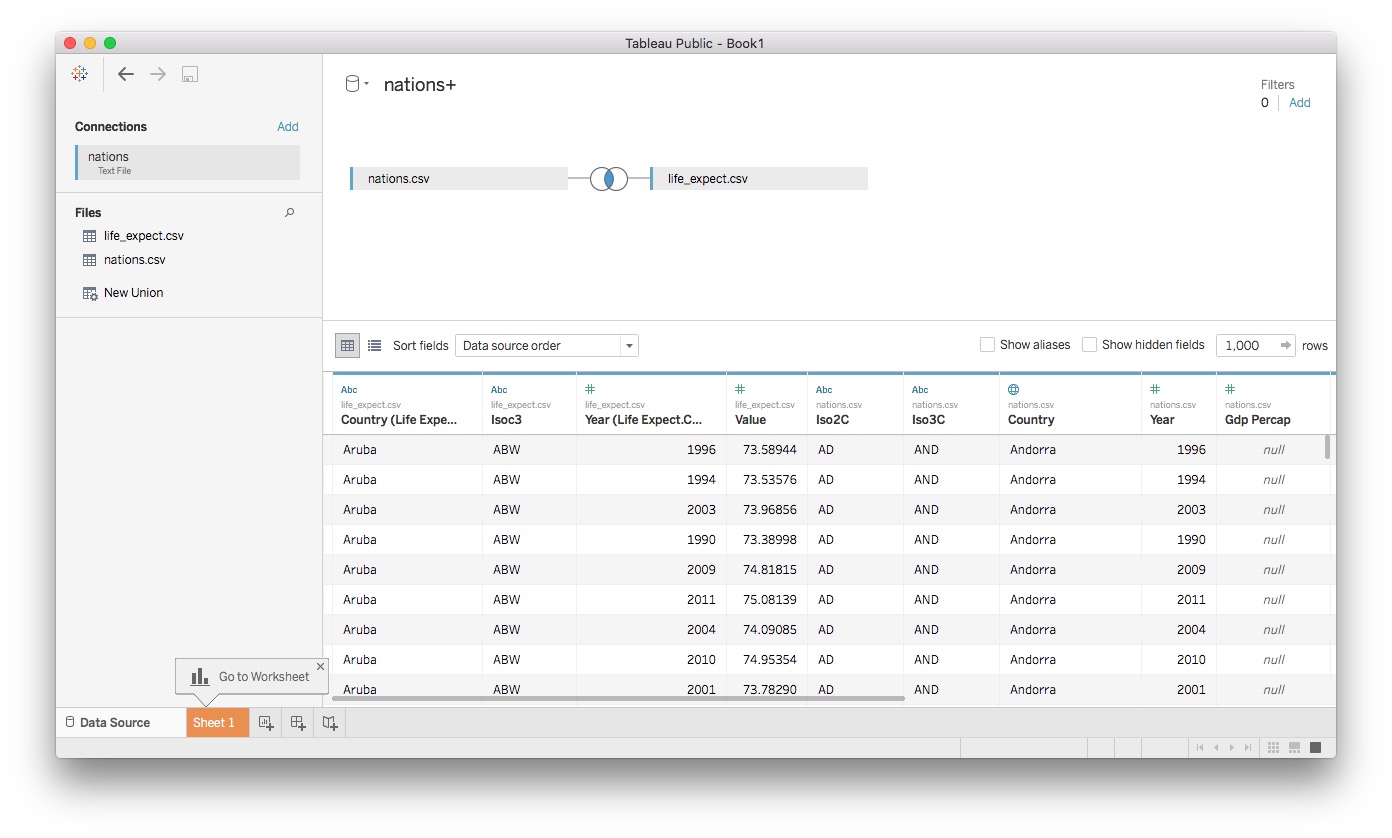 Tableau Public - Book1
nations+
Filters
0 Add
Connections Add
nations
Text File
nations.csv life_expect.csv
Files
life_expect.csv
nations.csv
New Union
Sort fields Data source order Show aliases Show hidden fields 1,000 rows
Abc Abc # # Abc Abc # #
life_expect.csv life_expect.csv life_expect.csv life_expect.csv nations.csv nations.csv nations.csv nations.csv nations.csv
Country (Life Expe... Isoc3 Year (Life Expect.C... Value Iso2C Iso3C Country Year Gdp Percap
Aruba ABW 1996 73.58944 AD AND Andorra 1996 null
Aruba ABW 1994 73.53576 AD AND Andorra 1994 null
Aruba ABW 2003 73.96856 AD AND Andorra 2003 null
Aruba ABW 1990 73.38998 AD AND Andorra 1990 null
Aruba ABW 2009 74.81815 AD AND Andorra 2009 null
Aruba ABW 2011 75.08139 AD AND Andorra 2011 null
Aruba ABW 2004 74.09085 AD AND Andorra 2004 null
Aruba ABW 2010 74.95354 AD AND Andorra 2010 null
Aruba ABW 2001 73.78290 AD AND Andorra 2001 null
Go to Worksheet
Data Source Sheet 1